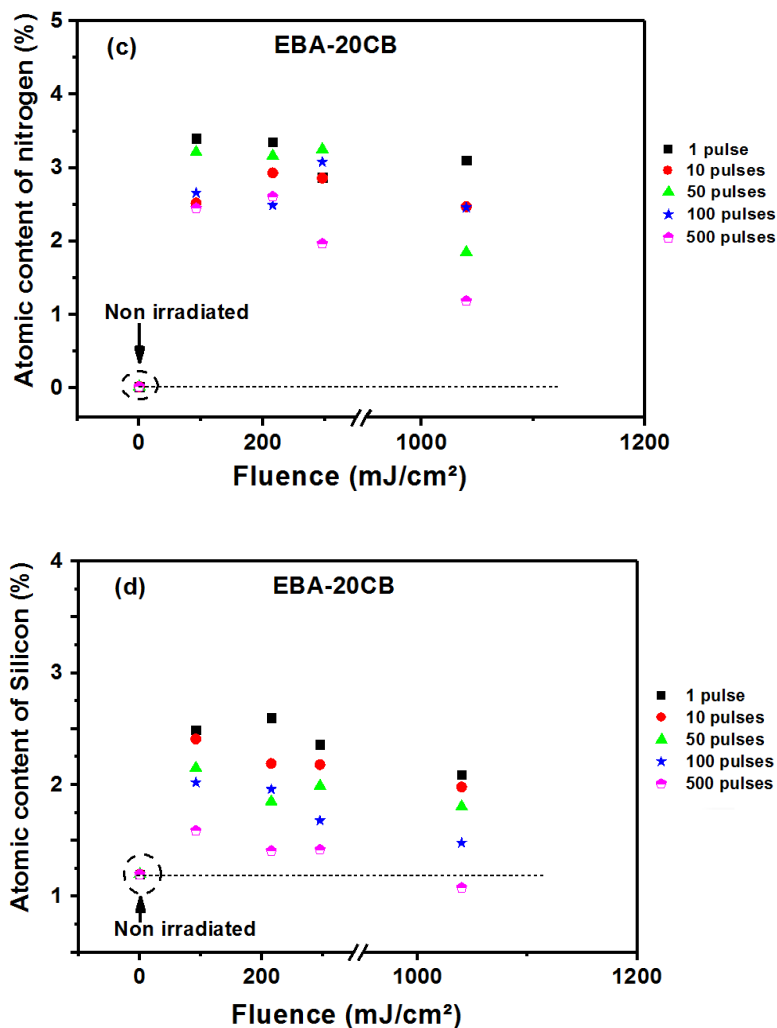 (c) EBA-20CB
5
4
3
2
1
0
Atomic content of nitrogen (%)
Non irradiated
1 pulse
10 pulses
50 pulses
100 pulses
500 pulses
0 200 1000 1200
Fluence (mJ/cm²)
(d) EBA-20CB
4
3
2
1
Atomic content of Silicon (%)
Non irradiated
1 pulse
10 pulses
50 pulses
100 pulses
500 pulses
0 200 1000 1200
Fluence (mJ/cm²)